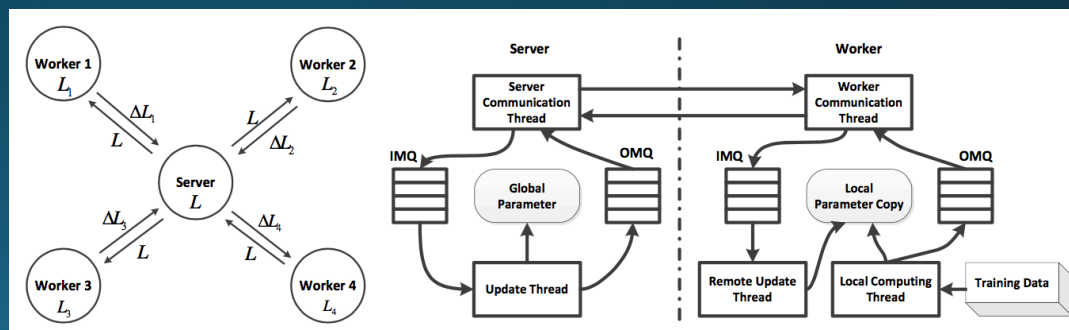 Worker 1
L₁
Worker 2
L₂
ΔL₁
L
L
ΔL₂
Server
L
ΔL₃
L
ΔL₄
L
Worker 3
L₃
Worker 4
L₄
Server
Worker
Server
Communication
Thread
Worker
Communication
Thread
IMQ
OMQ
Global
Parameter
Update Thread
IMQ
OMQ
Local
Parameter Copy
Remote Update
Thread
Local Computing
Thread
Training Data